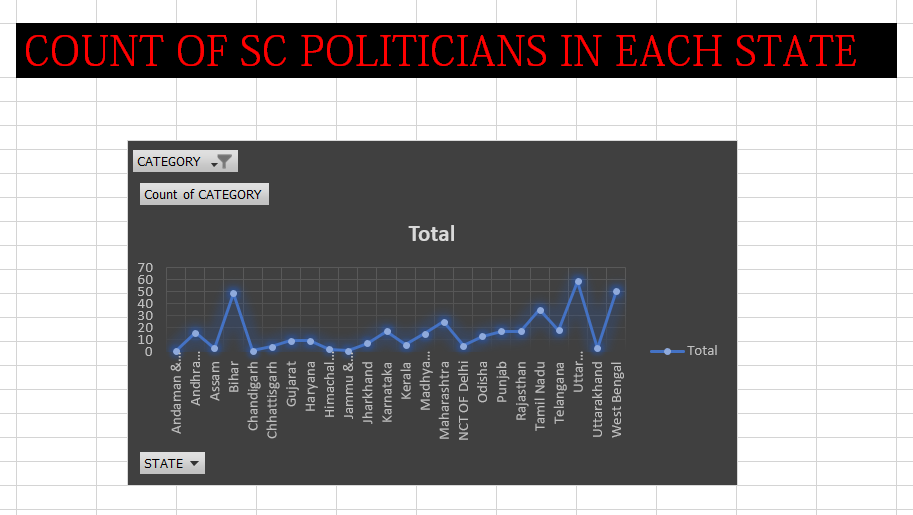 COUNT OF SC POLITICIANS IN EACH STATE
CATEGORY
Count of CATEGORY
Total
70
60
50
40
30
20
10
0
Total
Andaman &...
Andhra...
Assam
Bihar
Chandigarh
Chhattisgarh
Gujarat
Haryana
Himachal...
Jammu &...
Jharkhand
Karnataka
Kerala
Madhya...
Maharashtra
NCT OF Delhi
Odisha
Punjab
Rajasthan
Tamil Nadu
Telangana
Uttar...
Uttarakhand
West Bengal
STATE